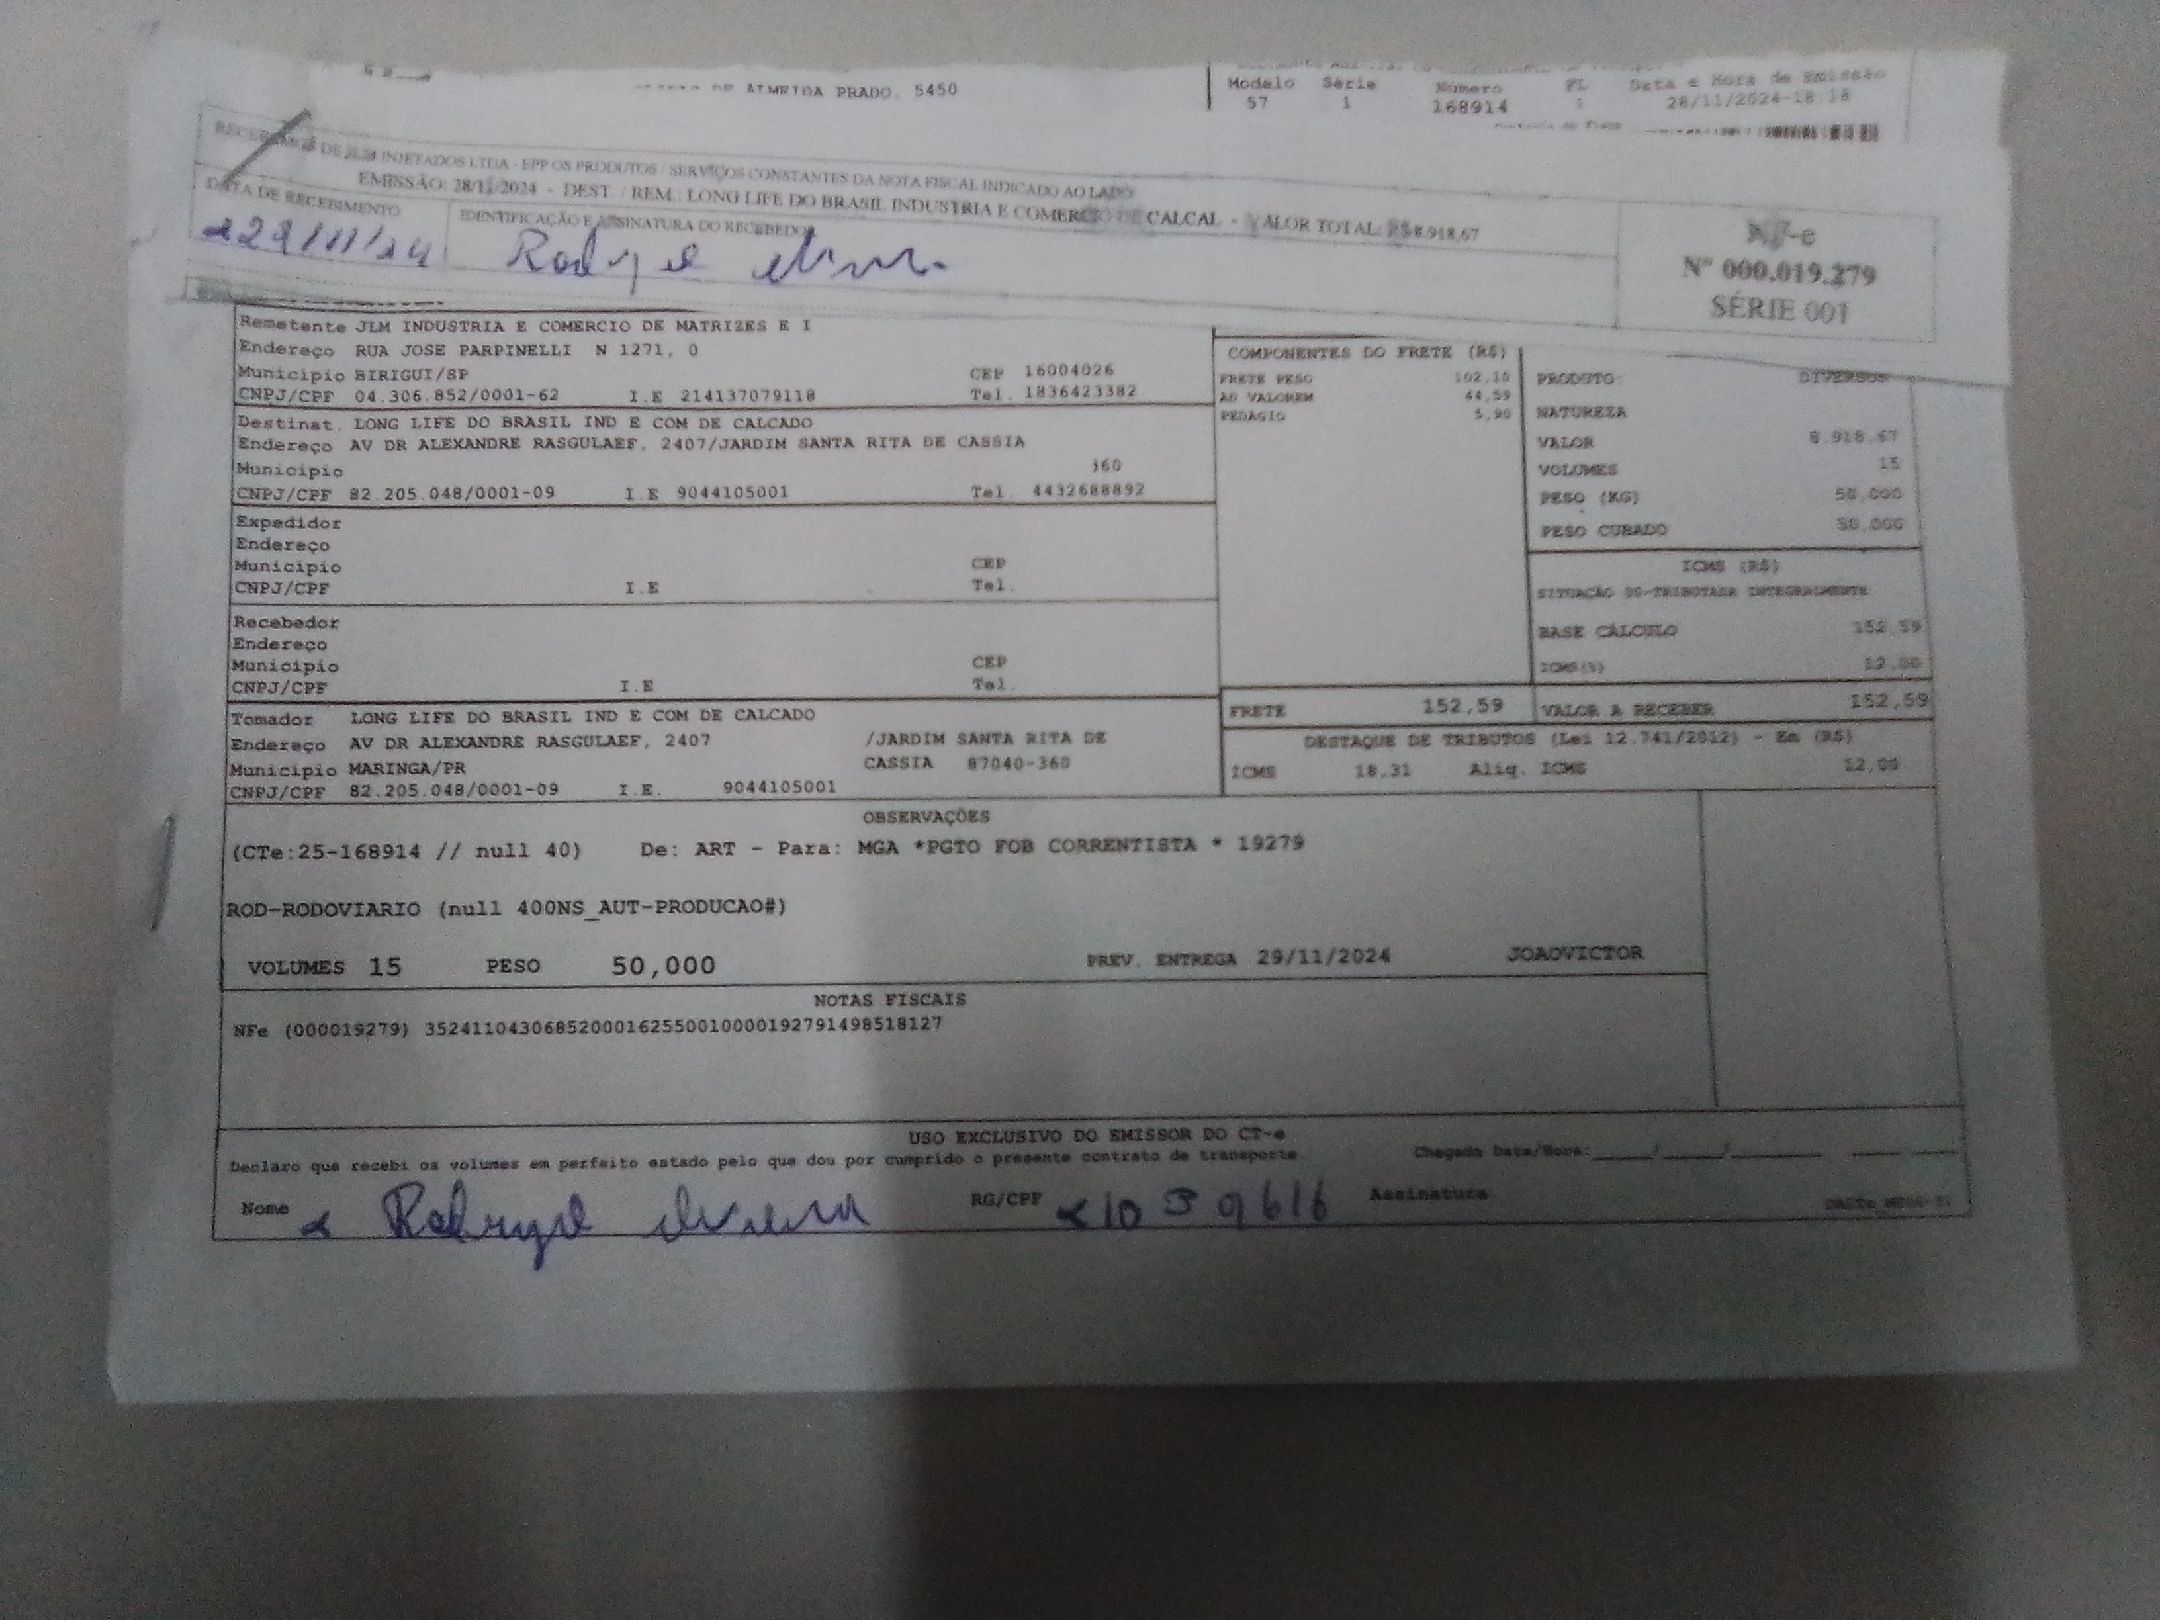 DE ALMEIDA PRADO, 5450
Modelo Série Número FL Data e Hora de Emissão
57 1 168914 1 28/11/2024-18:18
RECEBEMOS DE JLM INJETADOS LTDA - EPP OS PRODUTOS / SERVIÇOS CONSTANTES DA NOTA FISCAL INDICADO AO LADO
EMISSÃO: 28/11/2024 - DEST. / REM.: LONG LIFE DO BRASIL INDUSTRIA E COMERCIO DE CALCAL - VALOR TOTAL: R$ 8.918,67
DATA DE RECEBIMENTO
IDENTIFICAÇÃO E ASSINATURA DO RECEBEDOR
NF-e
Nº 000.019.279
SÉRIE 001
Remetente JLM INDUSTRIA E COMERCIO DE MATRIZES E I
Endereço RUA JOSE PARPINELLI N 1271, 0
Municipio BIRIGUI/SP CEP 16004026
CNPJ/CPF 04.306.852/0001-62 I.E 214137079118 Tel. 1836423382
Destinat. LONG LIFE DO BRASIL IND E COM DE CALCADO
Endereço AV DR ALEXANDRE RASGULAEF, 2407/JARDIM SANTA RITA DE CASSIA
Municipio 360
CNPJ/CPF 82.205.048/0001-09 I.E 9044105001 Tel. 4432688892
Expedidor
Endereço
Municipio CEP
CNPJ/CPF I.E Tel.
Recebedor
Endereço
Municipio CEP
CNPJ/CPF I.E Tel.
Tomador LONG LIFE DO BRASIL IND E COM DE CALCADO
Endereço AV DR ALEXANDRE RASGULAEF, 2407 /JARDIM SANTA RITA DE
Municipio MARINGA/PR CASSIA 87040-360
CNPJ/CPF 82.205.048/0001-09 I.E. 9044105001
COMPONENTES DO FRETE (R$)
FRETE PESO 102,10
AD VALOREM 44,59
PEDAGIO 5,90
PRODUTO: DIVERSOS
NATUREZA
VALOR 8.918,67
VOLUMES 15
PESO (KG) 50,000
PESO CUBADO 50,000
ICMS (R$)
SITUAÇÃO 00-TRIBUTADA INTEGRALMENTE
BASE CÁLCULO 152,59
ICMS(%) 12,00
FRETE 152,59 VALOR A RECEBER 152,59
DESTAQUE DE TRIBUTOS (Lei 12.741/2012) - Em (R$)
ICMS 18,31 Aliq. ICMS 12,00
OBSERVAÇÕES
(CTe:25-168914 // null 40) De: ART - Para: MGA *PGTO FOB CORRENTISTA * 19279
ROD-RODOVIARIO (null 400NS_AUT-PRODUCAO#)
VOLUMES 15 PESO 50,000 PREV. ENTREGA 29/11/2024 JOAOVICTOR
NOTAS FISCAIS
NFe (000019279) 35241104306852000162550010000192791498518127
USO EXCLUSIVO DO EMISSOR DO CT-e
Declaro que recebi os volumes em perfeito estado pelo que dou por cumprido o presente contrato de transporte. Chegada Data/Hora:
Nome RG/CPF 10 39616 Assinatura